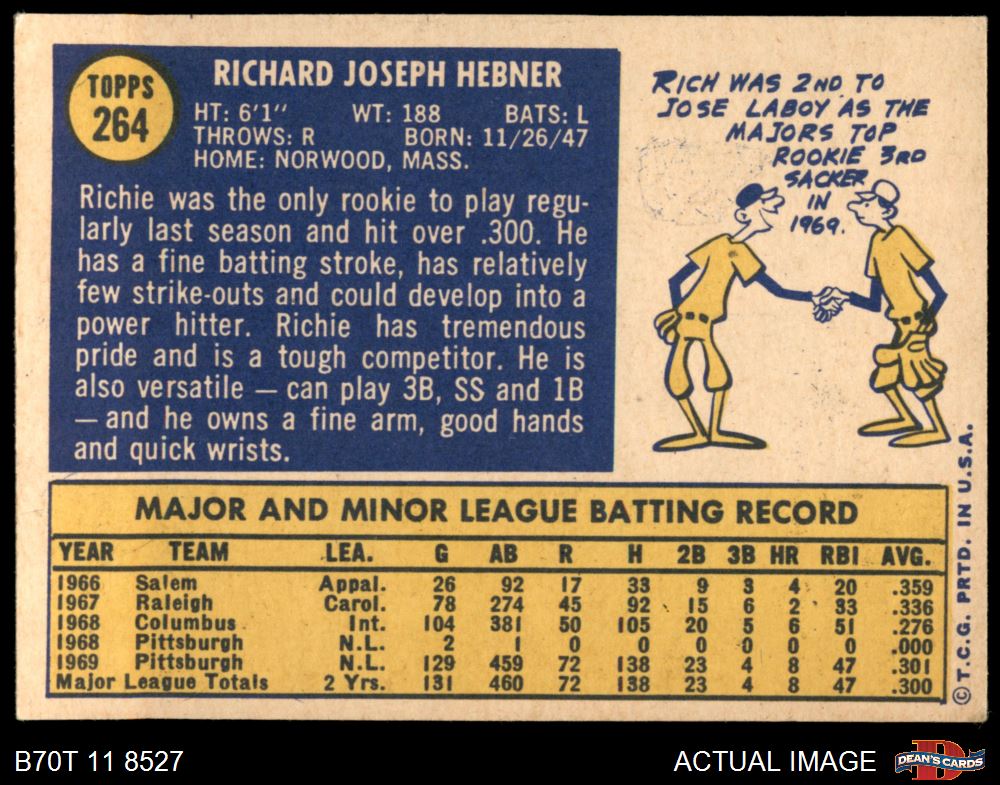 TOPPS
264
RICHARD JOSEPH HEBNER
HT: 6'1" WT: 188 BATS: L
THROWS: R BORN: 11/26/47
HOME: NORWOOD, MASS.
Richie was the only rookie to play regu-
larly last season and hit over .300. He
has a fine batting stroke, has relatively
few strike-outs and could develop into a
power hitter. Richie has tremendous
pride and is a tough competitor. He is
also versatile — can play 3B, SS and 1B
— and he owns a fine arm, good hands
and quick wrists.
RICH WAS 2ND TO
JOSE LABOY AS THE
MAJORS TOP
ROOKIE 3RD
SACKER
IN
1969.
MAJOR AND MINOR LEAGUE BATTING RECORD
YEAR TEAM LEA. G AB R H 2B 3B HR RBI AVG.
1966 Salem Appal. 26 92 17 33 9 3 4 20 .359
1967 Raleigh Carol. 78 274 45 92 15 6 2 33 .336
1968 Columbus Int. 104 381 50 105 20 5 6 51 .276
1968 Pittsburgh N.L. 2 1 0 0 0 0 0 0 .000
1969 Pittsburgh N.L. 129 459 72 138 23 4 8 47 .301
Major League Totals 2 Yrs. 131 460 72 138 23 4 8 47 .300
© T.C.G. PRTD. IN U.S.A.
B70T 11 8527
ACTUAL IMAGE
DEAN'S CARDS